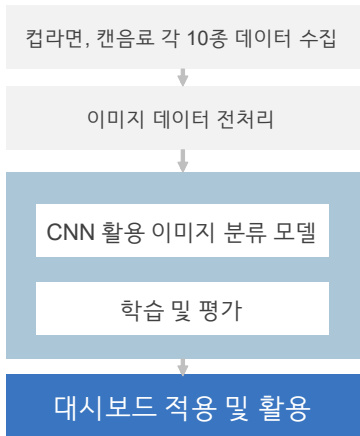 컵라면, 캔음료 각 10종 데이터 수집
이미지 데이터 전처리
CNN 활용 이미지 분류 모델
학습 및 평가
대시보드 적용 및 활용